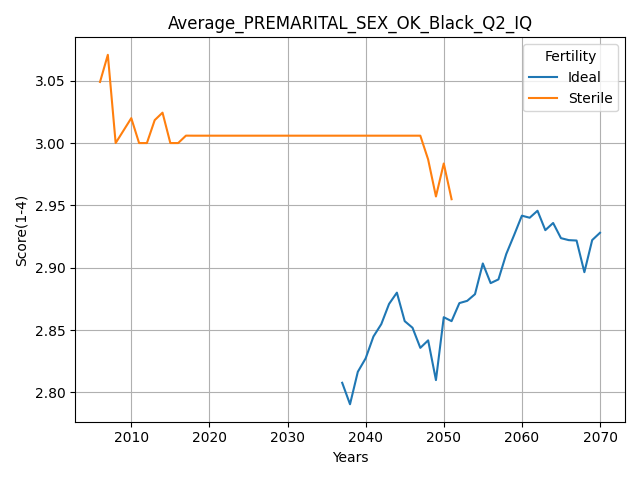 Average_PREMARITAL_SEX_OK_Black_Q2_IQ
Fertility
Ideal
Sterile
Score(1-4)
3.05
3.00
2.95
2.90
2.85
2.80
2010 2020 2030 2040 2050 2060 2070
Years